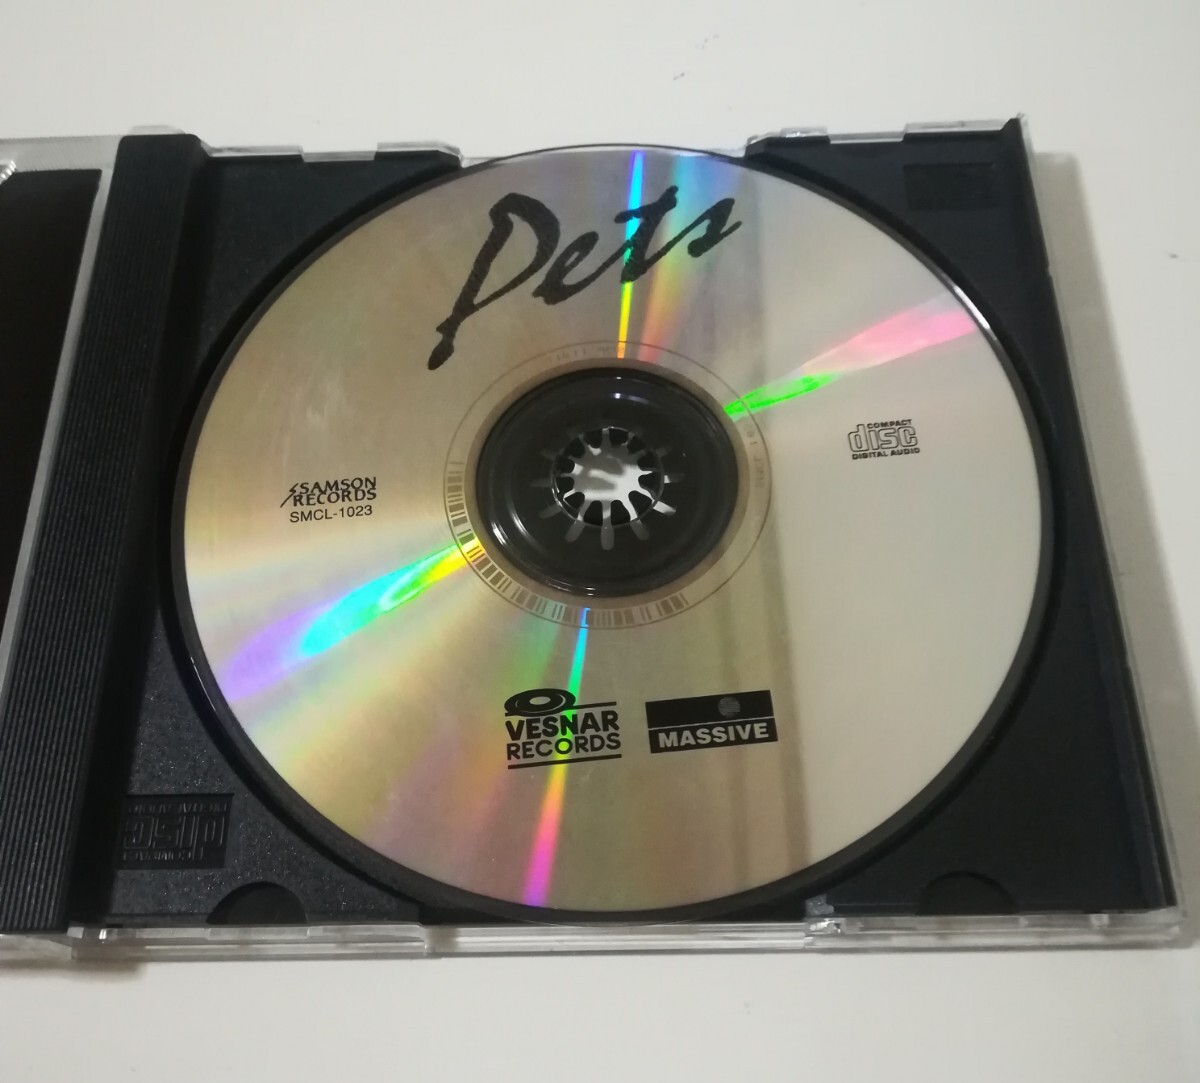 Pets
SAMSON
RECORDS
SMCL-1023
COMPACT
disc
DIGITAL AUDIO
VESNAR
RECORDS
MASSIVE